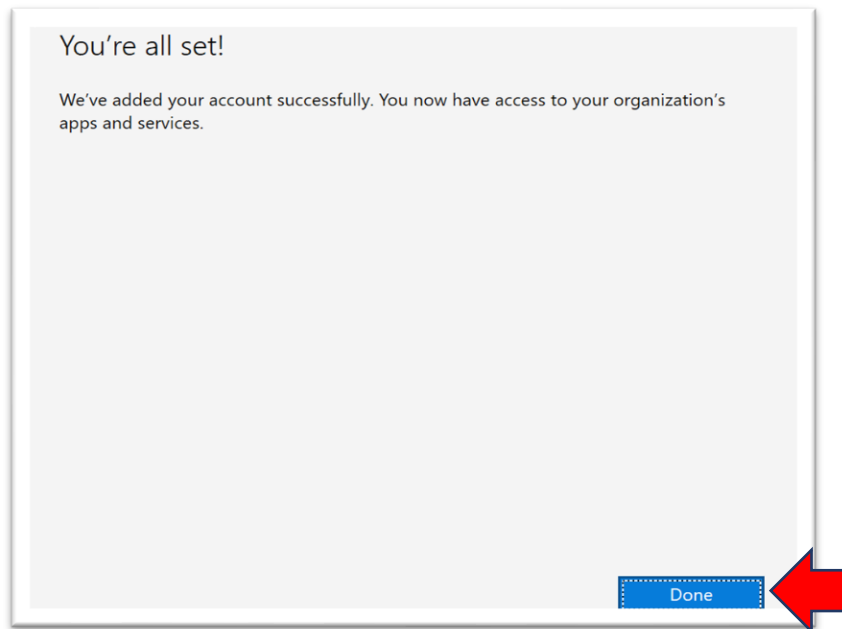 You’re all set!
We’ve added your account successfully. You now have access to your organization’s
apps and services.
Done